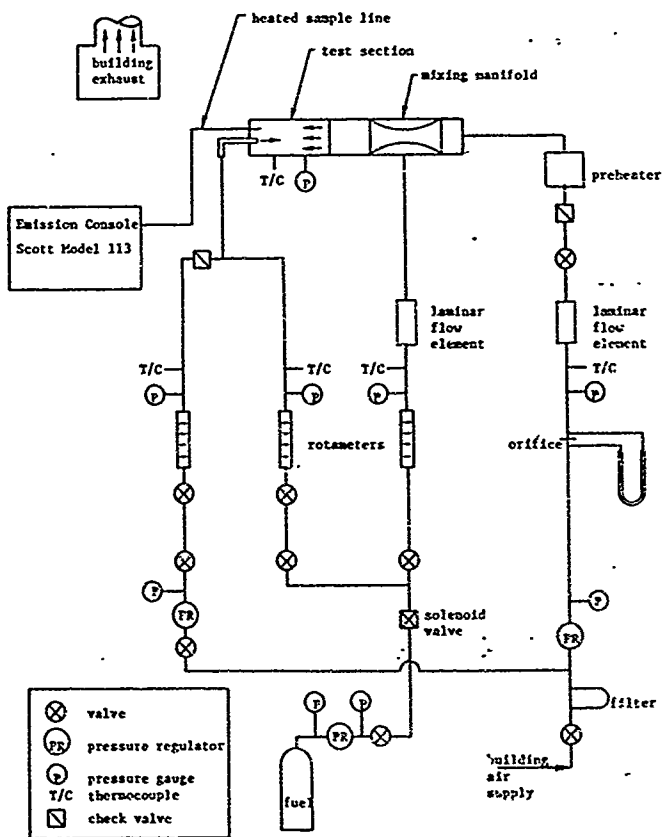 heated sample line
test section
mixing manifold
building
exhaust
T/C
P
preheater
Emission Console
Scott Model 113
laminar
flow
element
laminar
flow
element
T/C
T/C
T/C
T/C
P
P
P
P
rotameters
orifice
P
P
PR
PR
solenoid
valve
filter
P
P
PR
building
air
supply
fuel
valve
PR pressure regulator
P pressure gauge
T/C thermocouple
check valve